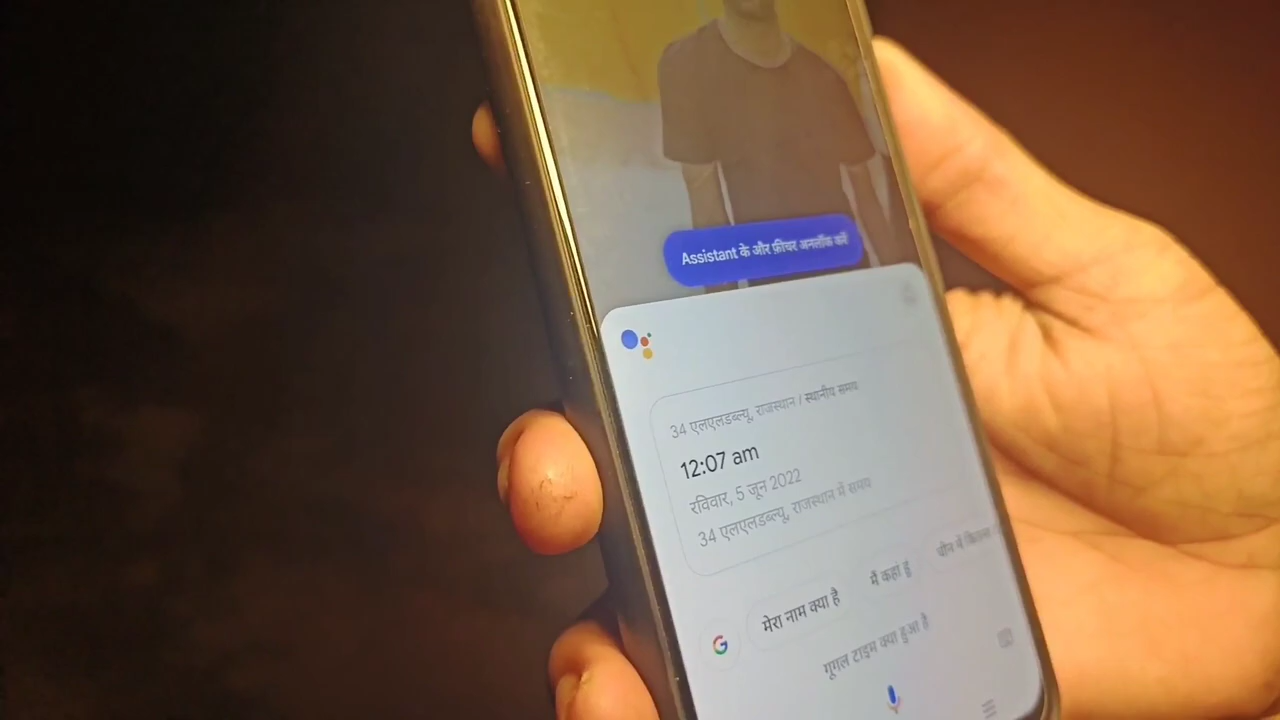 Assistant के और फ़ीचर अनलॉक करें
34 एलएलडब्ल्यू, राजस्थान / स्थानीय समय
12:07 am
रविवार, 5 जून 2022
34 एलएलडब्ल्यू, राजस्थान में समय
मेरा नाम क्या है
में कहा हु
चीन में
गूगल टाइम क्या हुआ है